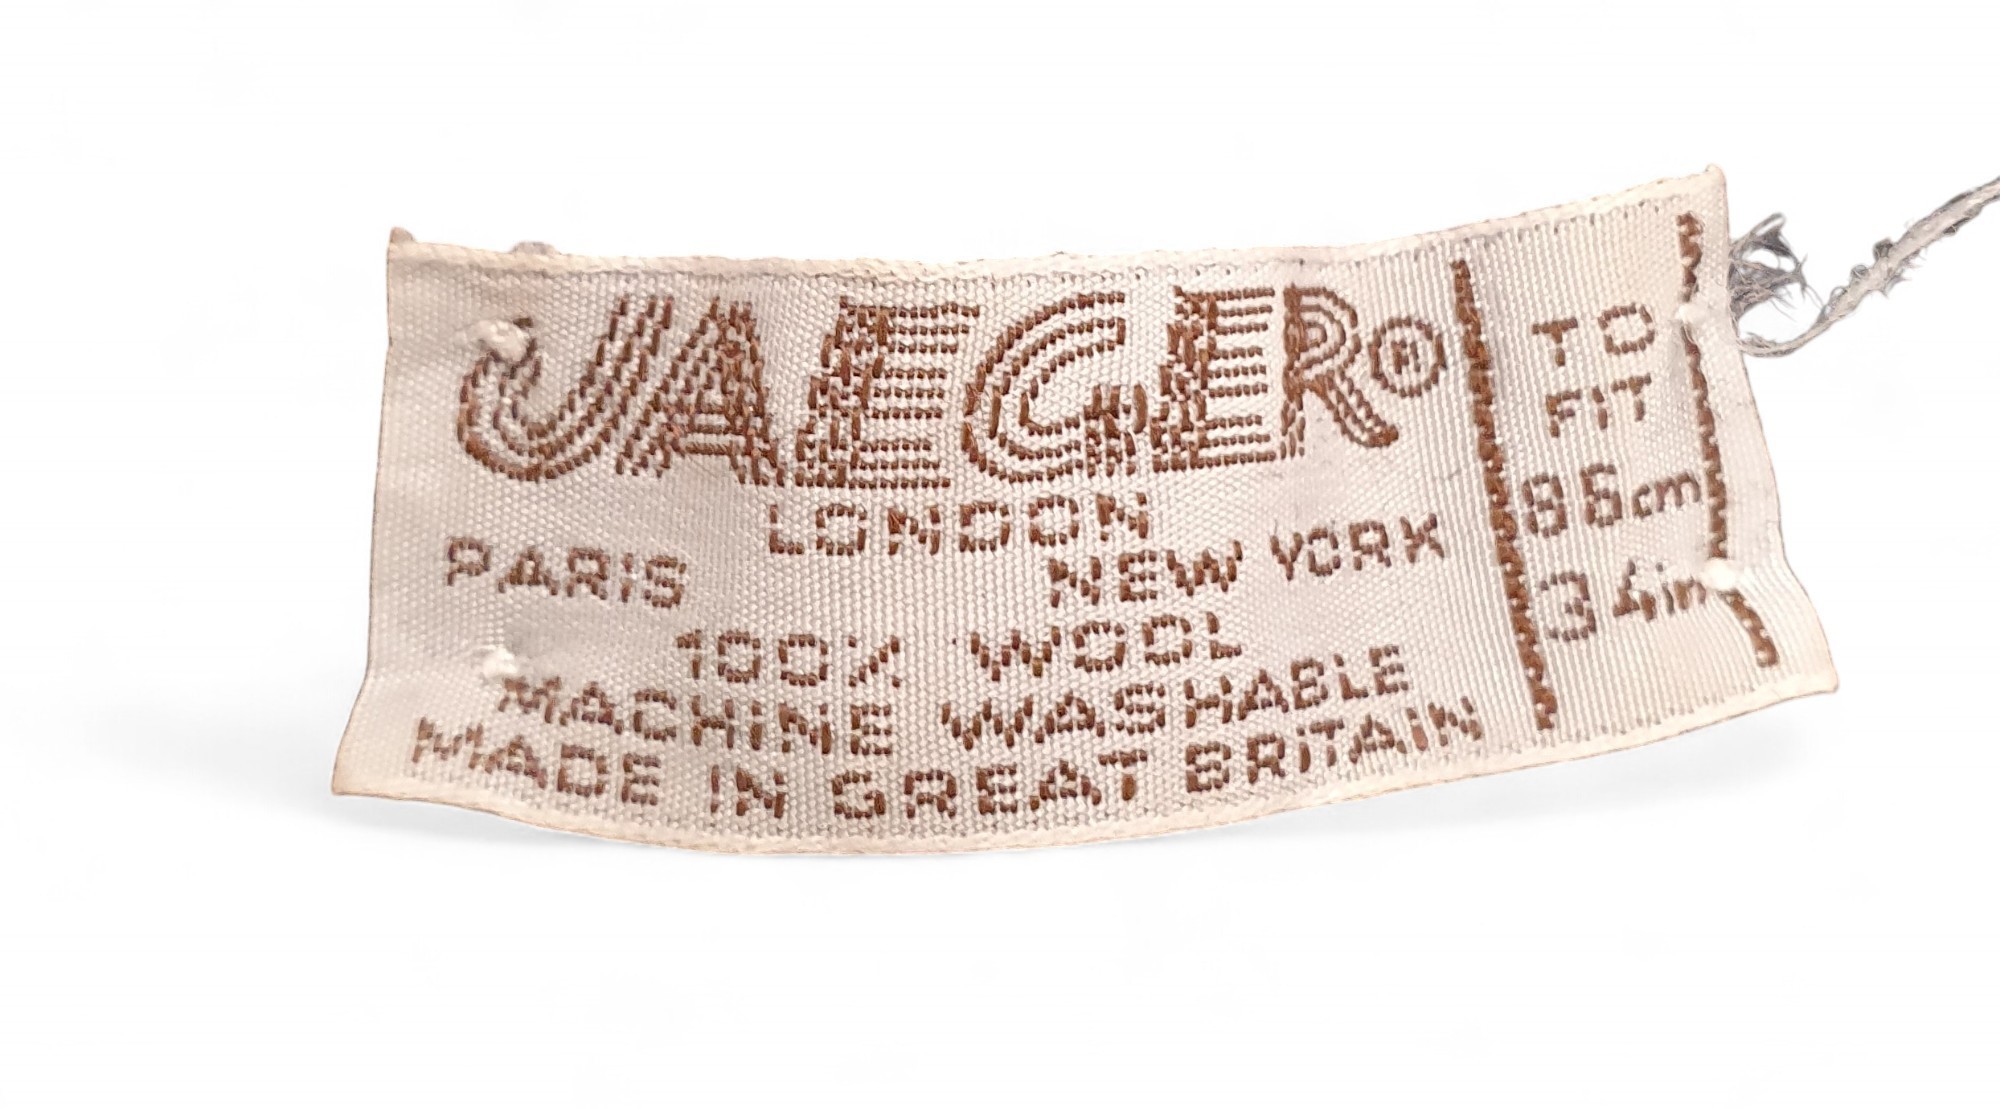 JAEGER®
LONDON
PARIS NEW YORK
100% WOOL
MACHINE WASHABLE
MADE IN GREAT BRITAIN
TO
FIT
86cm
34in